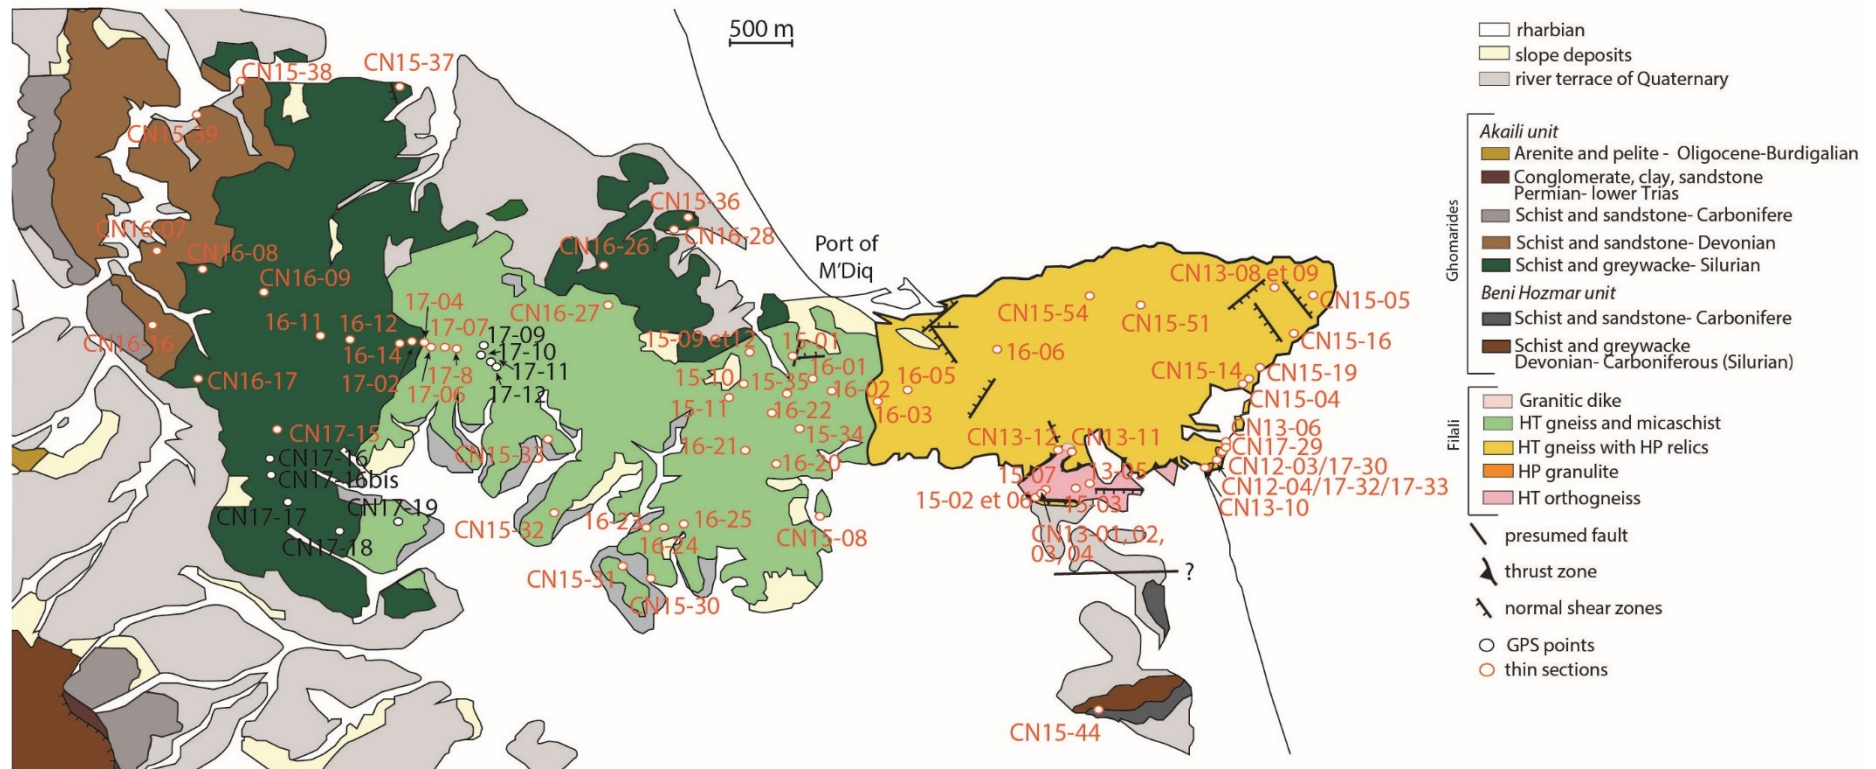 500 m
CN15-37
CN15-38
CN15-39
CN15-36
CN16-28
CN16-26
CN16-07
CN16-08
CN16-09
Port of
M'Diq
CN13-08 et 09
CN15-05
CN15-54
CN15-51
CN16-27
17-04
17-07
17-09
17-10
17-11
17-12
16-11
16-12
16-14
17-02
17-8
17-06
CN16-16
CN16-17
15-09 et12
15-01
16-01
15-10
15-35
16-02
16-05
16-06
15-11
16-22
16-03
CN15-16
CN15-14
CN15-19
CN15-04
CN17-15
CN17-16
CN17-16bis
CN17-17
CN17-19
CN17-18
CN15-33
16-21
15-34
16-20
CN13-12
CN13-11
CN13-06
CN17-29
CN12-03/17-30
CN12-04/17-32/17-33
CN13-10
15-07
13-05
15-02 et 06
15-03
CN15-32
16-23
16-25
16-24
CN15-08
CN13-01, 02,
03, 04
?
CN15-31
CN15-30
CN15-44
rharbian
slope deposits
river terrace of Quaternary
Ghomarides
Akaili unit
Arenite and pelite - Oligocene-Burdigalian
Conglomerate, clay, sandstone
Permian- lower Trias
Schist and sandstone- Carbonifere
Schist and sandstone- Devonian
Schist and greywacke- Silurian
Beni Hozmar unit
Schist and sandstone- Carbonifere
Schist and greywacke
Devonian- Carboniferous (Silurian)
Filali
Granitic dike
HT gneiss and micaschist
HT gneiss with HP relics
HP granulite
HT orthogneiss
presumed fault
thrust zone
normal shear zones
GPS points
thin sections